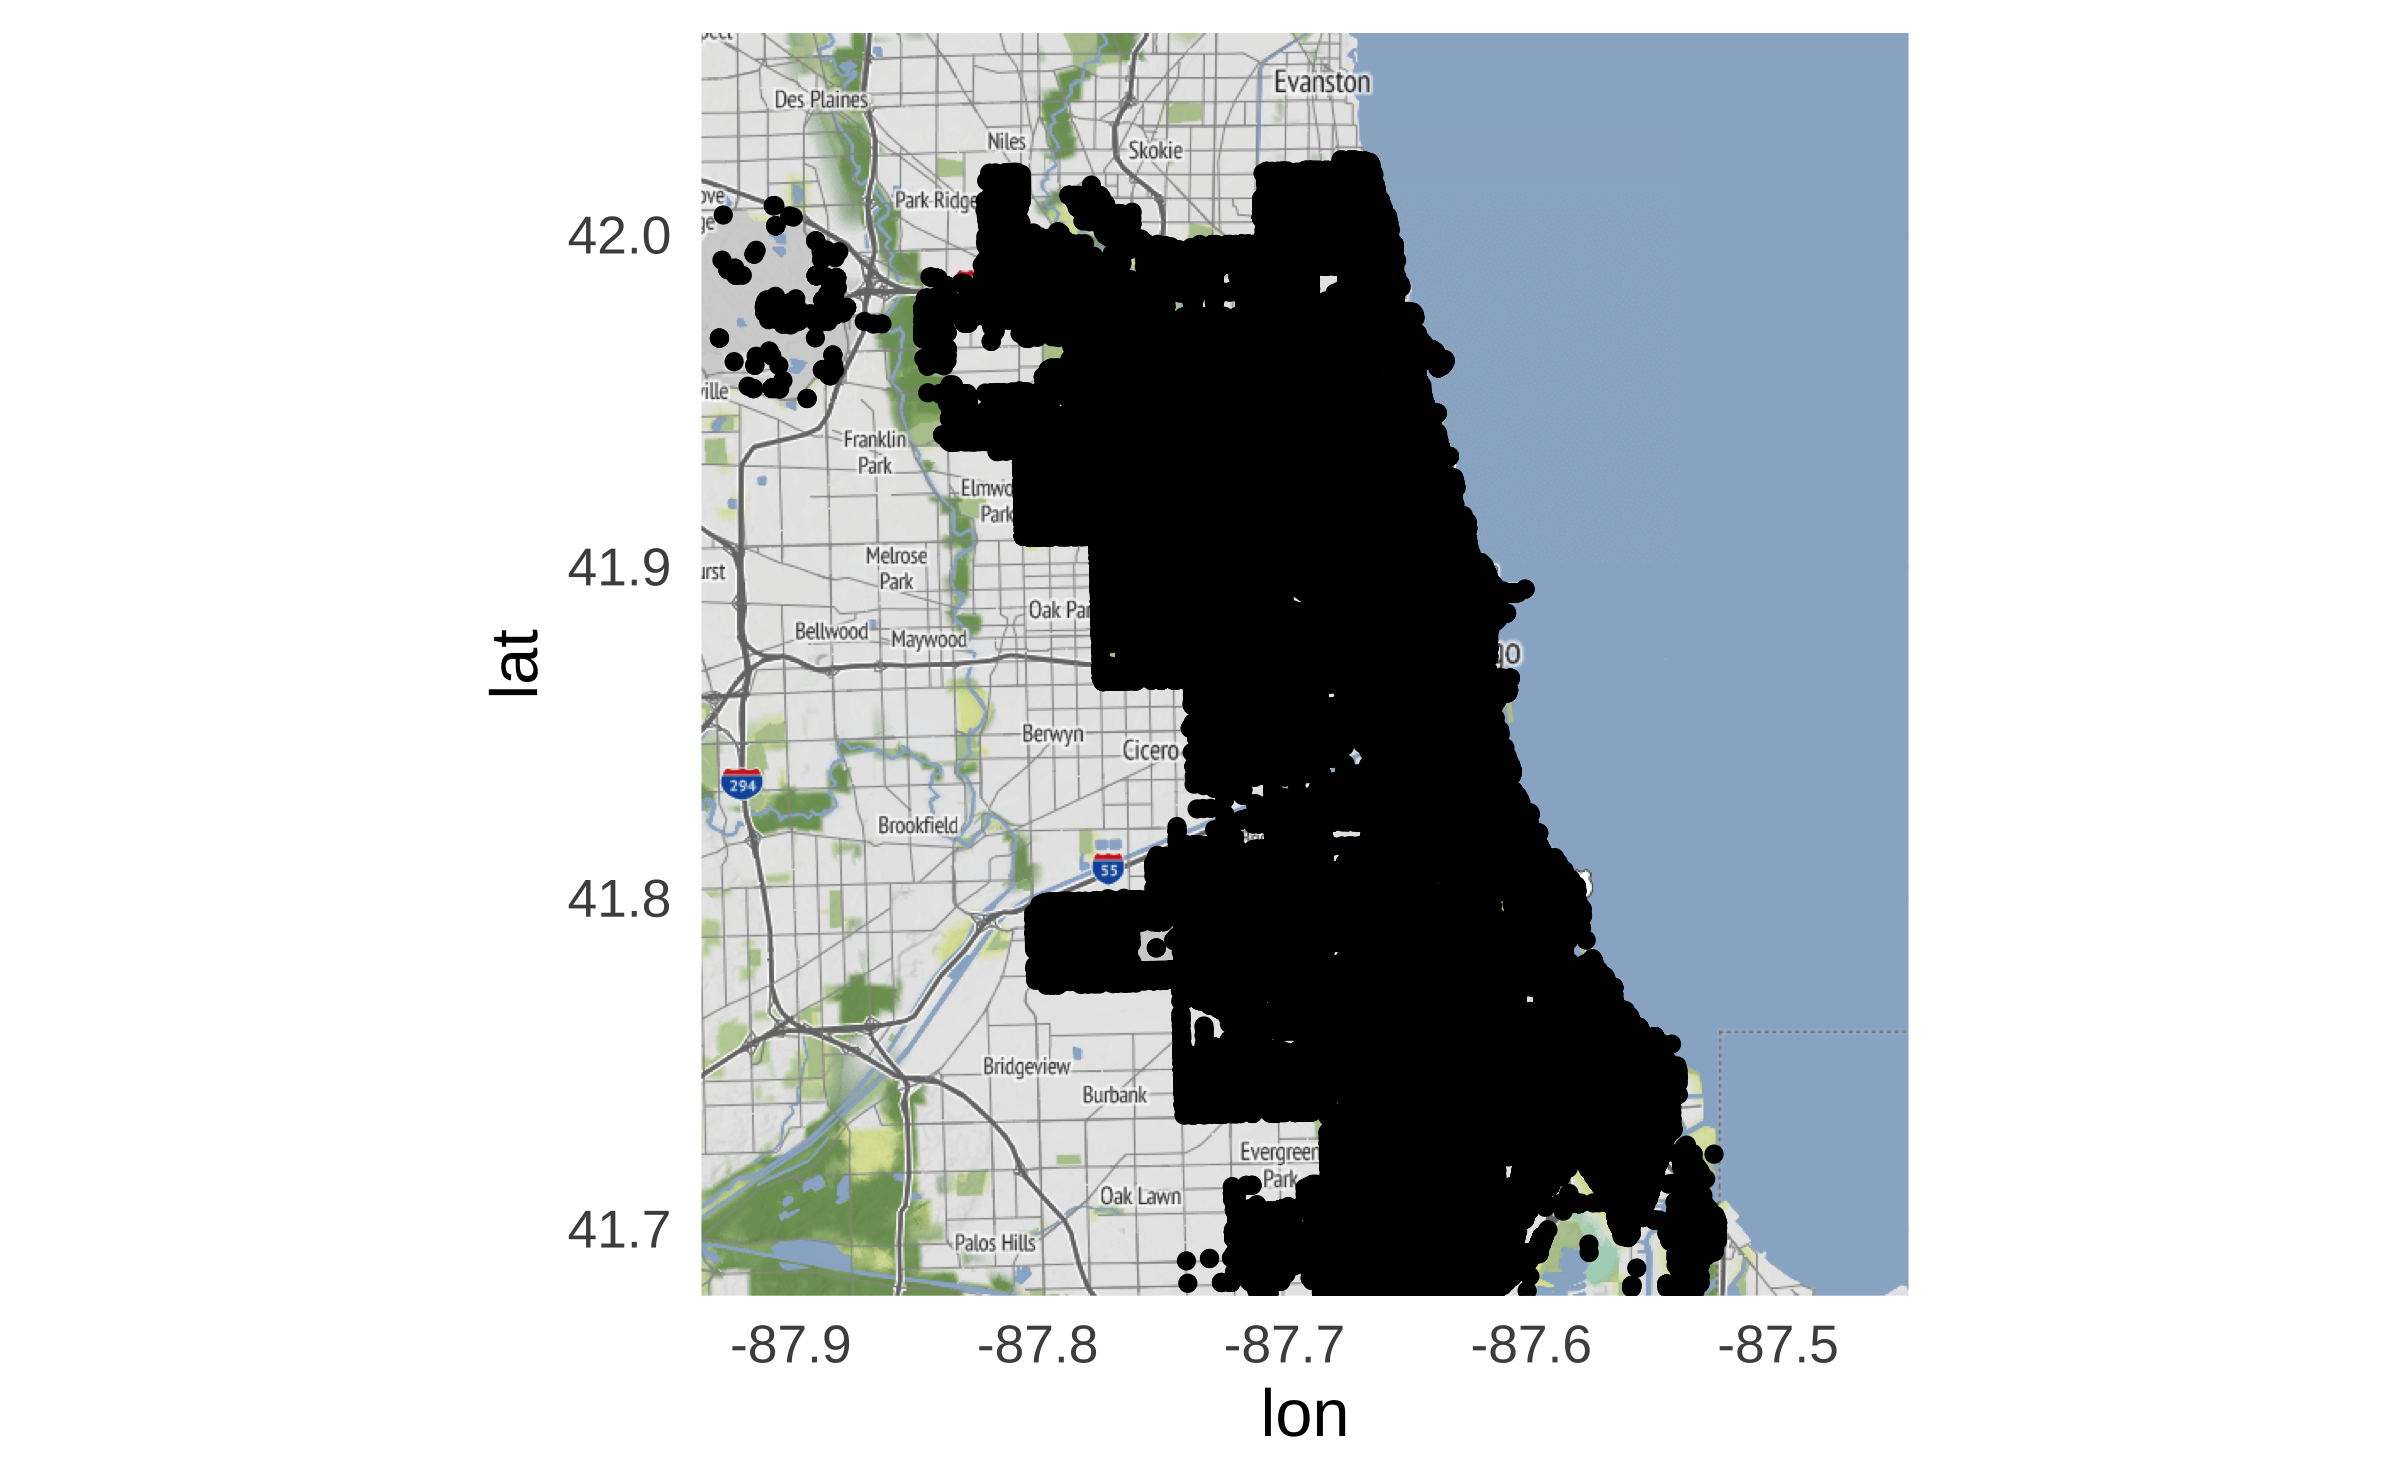 Evanston
Des Plaines
Niles
Skokie
Park Ridge
42.0
Franklin
Park
Elmwo
Park
41.9
Melrose
Park
urst
Oak Par
Bellwood
Maywood
lat
Berwyn
Cicero
294
Brookfield
55
41.8
Bridgeview
Burbank
Evergreen
Park
Oak Lawn
41.7
Palos Hills
-87.9 -87.8 -87.7 -87.6 -87.5
lon